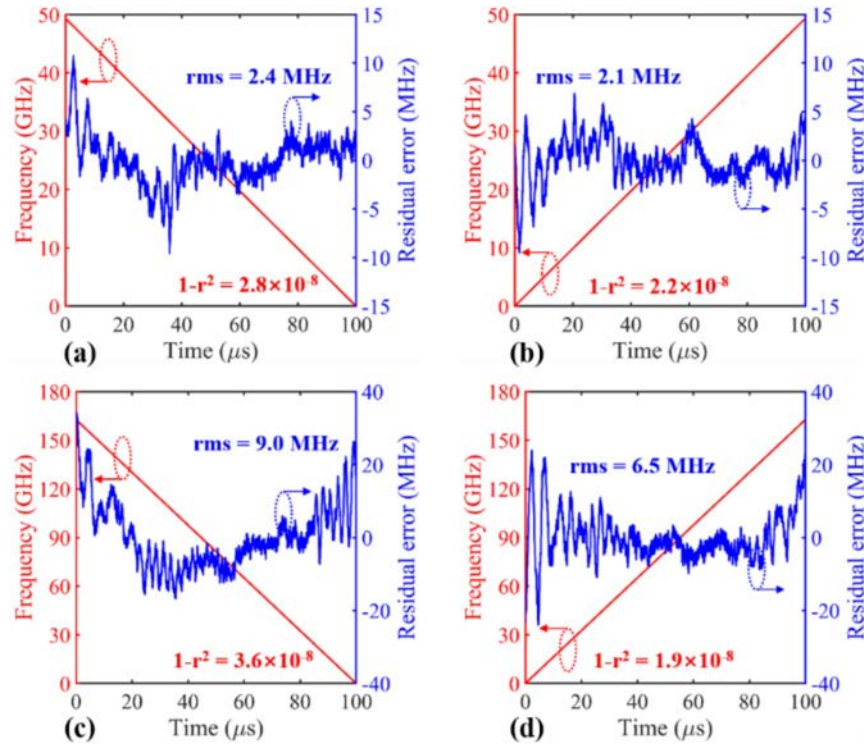 50
40
30
20
10
0
Frequency (GHz)
15
10
5
0
-5
-10
-15
Residual error (MHz)
rms = 2.4 MHz
1-r² = 2.8×10⁻⁸
0 20 40 60 80 100
(a) Time (μs)
50
40
30
20
10
0
Frequency (GHz)
15
10
5
0
-5
-10
-15
Residual error (MHz)
rms = 2.1 MHz
1-r² = 2.2×10⁻⁸
0 20 40 60 80 100
(b) Time (μs)
180
150
120
90
60
30
0
Frequency (GHz)
40
20
0
-20
-40
Residual error (MHz)
rms = 9.0 MHz
1-r² = 3.6×10⁻⁸
0 20 40 60 80 100
(c) Time (μs)
180
150
120
90
60
30
0
Frequency (GHz)
40
20
0
-20
-40
Residual error (MHz)
rms = 6.5 MHz
1-r² = 1.9×10⁻⁸
0 20 40 60 80 100
(d) Time (μs)